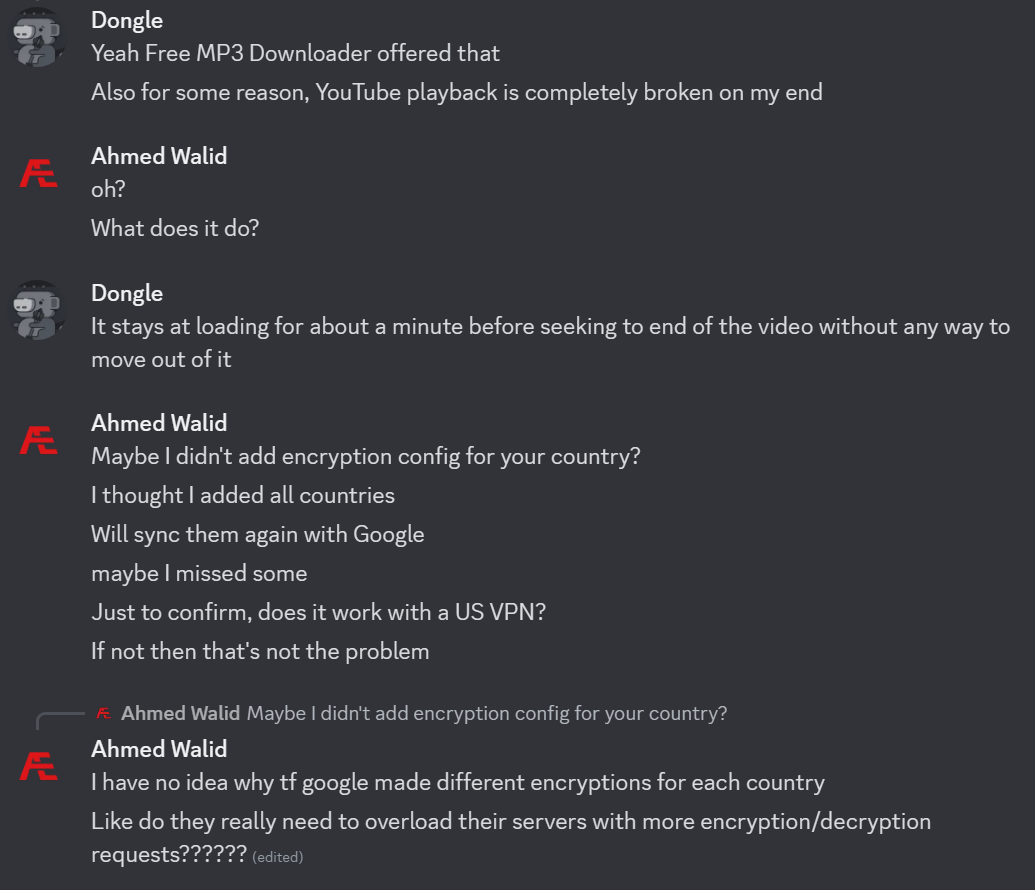 Dongle
Yeah Free MP3 Downloader offered that
Also for some reason, YouTube playback is completely broken on my end
Ahmed Walid
oh?
What does it do?
Dongle
It stays at loading for about a minute before seeking to end of the video without any way to
move out of it
Ahmed Walid
Maybe I didn't add encryption config for your country?
I thought I added all countries
Will sync them again with Google
maybe I missed some
Just to confirm, does it work with a US VPN?
If not then that's not the problem
Ahmed Walid Maybe I didn't add encryption config for your country?
Ahmed Walid
I have no idea why tf google made different encryptions for each country
Like do they really need to overload their servers with more encryption/decryption
requests?????? (edited)